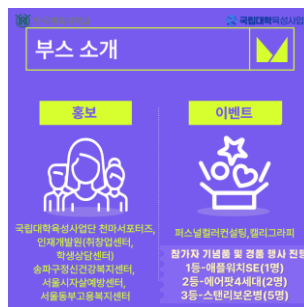 국립대학육성사업
부스 소개
홍보
이벤트
국립대학육성사업단 천마서포터즈,
인재개발원(취창업센터,
학생상담센터)
송파구정신건강복지센터,
서울시자살예방센터,
서울동부고용복지센터
퍼스널컬러컨설팅,캘리그라피
참가자 기념품 및 경품 행사 진행
1등-애플워치SE(1명)
2등-에어팟4세대(2명)
3등-스탠리보온병(5명)